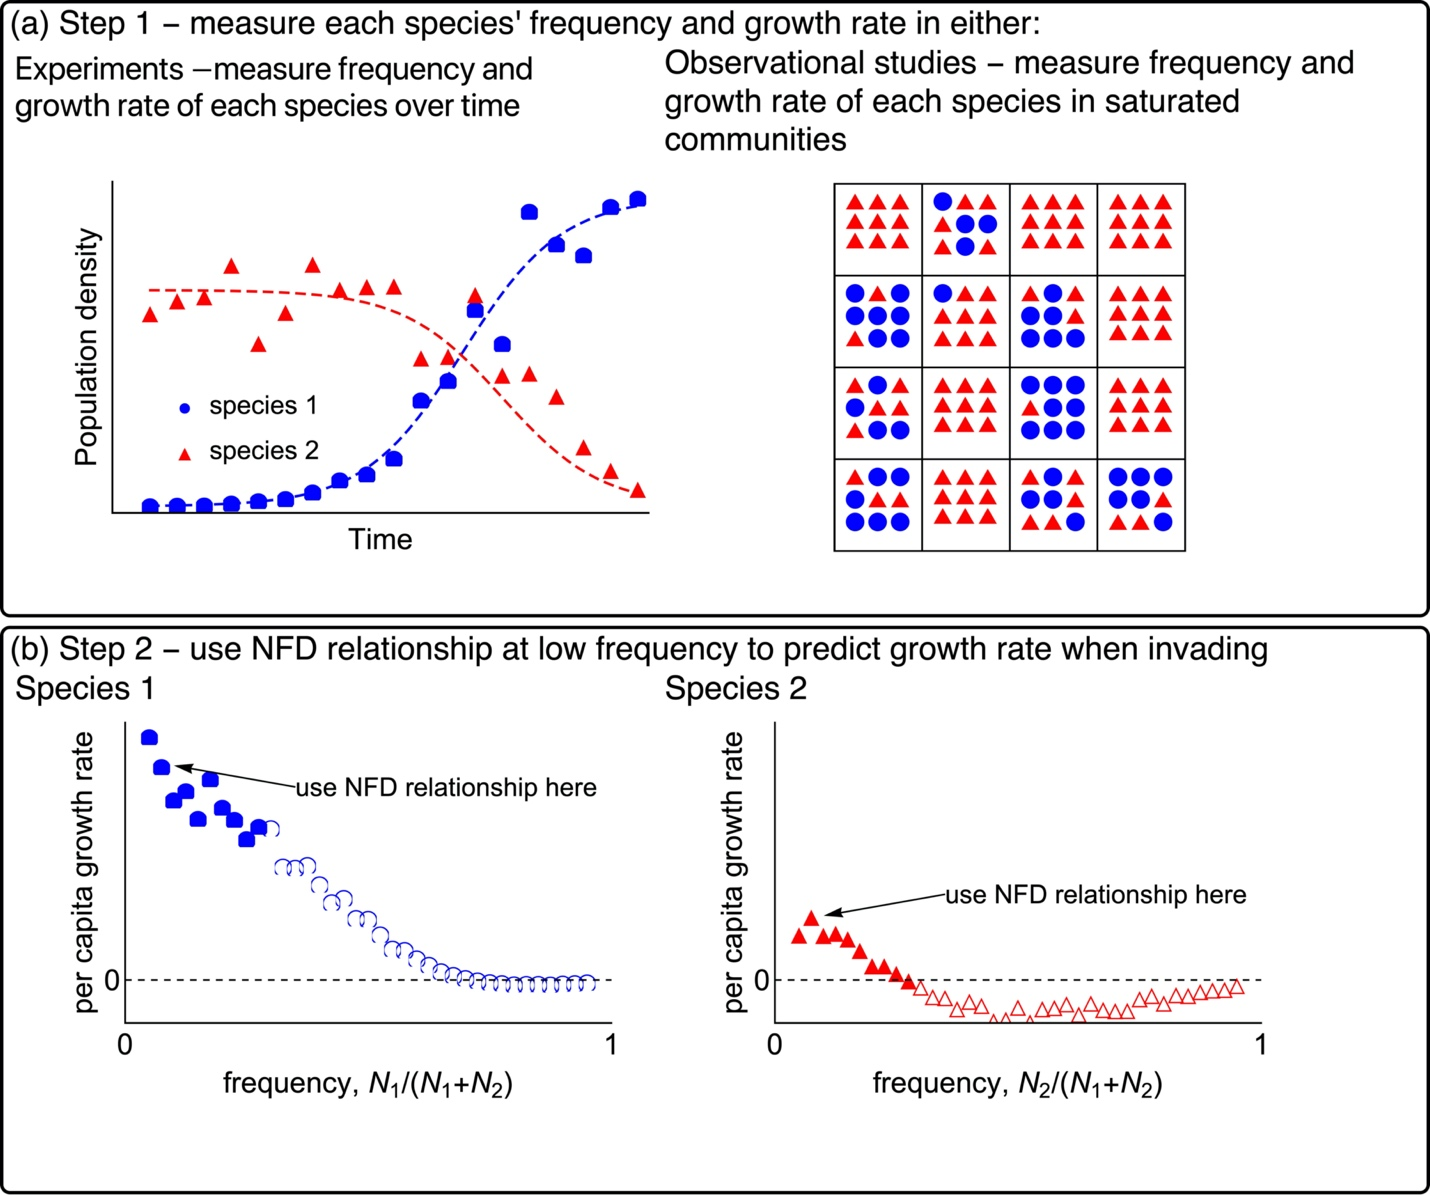 (a) Step 1 – measure each species' frequency and growth rate in either:
Experiments –measure frequency and
growth rate of each species over time
Observational studies – measure frequency and
growth rate of each species in saturated
communities
Population density
species 1
species 2
Time
(b) Step 2 – use NFD relationship at low frequency to predict growth rate when invading
Species 1
per capita growth rate
use NFD relationship here
0
0
1
frequency, N₁/(N₁+N₂)
Species 2
per capita growth rate
use NFD relationship here
0
0
1
frequency, N₂/(N₁+N₂)